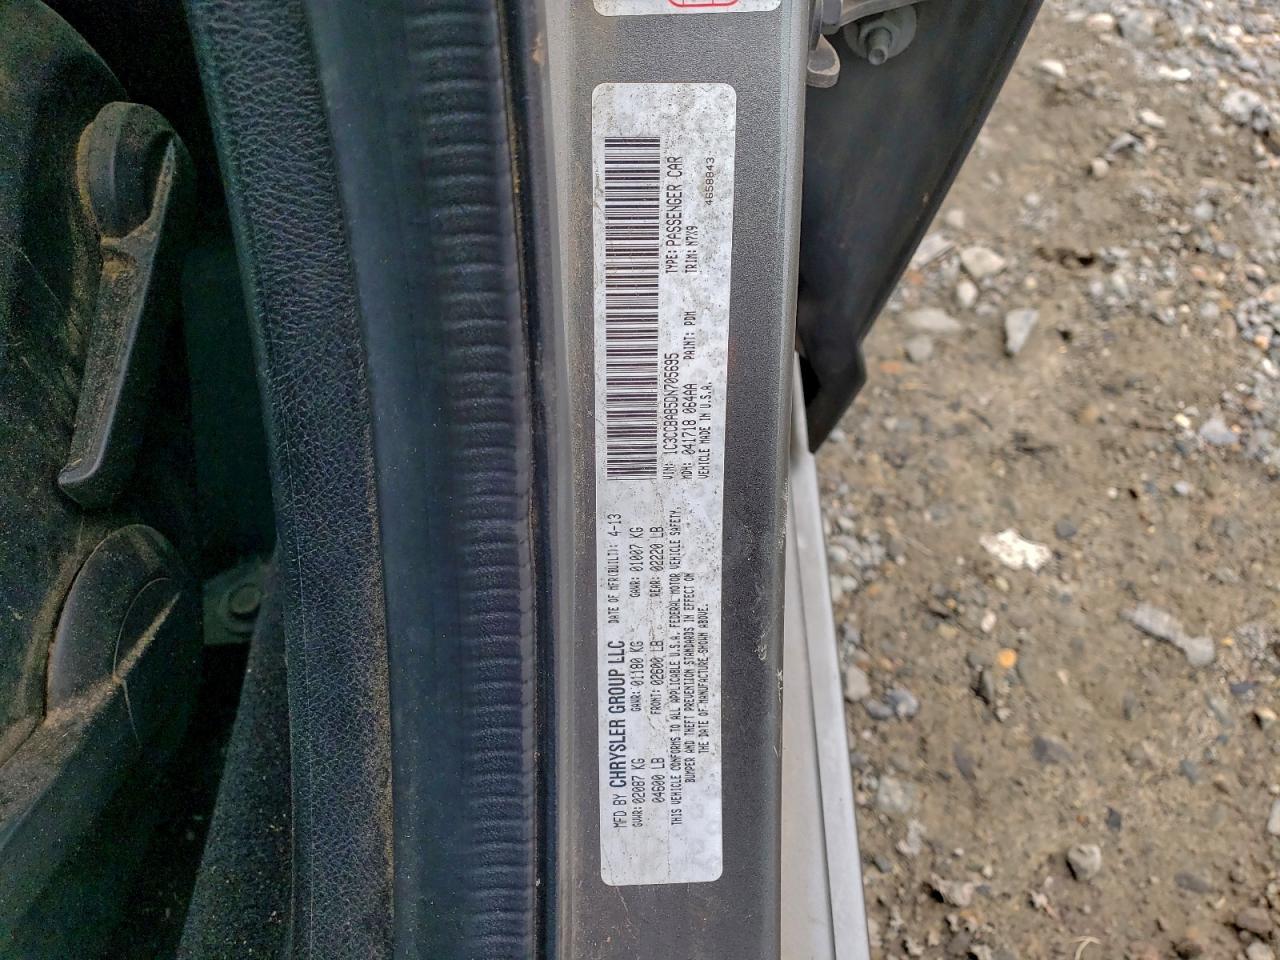 MFD BY CHRYSLER GROUP LLC DATE OF MFR(BUILT): 4-13
GVWR: 02087 KG GAWR: 01180 KG GAWR: 01007 KG
04600 LB FRONT: 02600 LB REAR: 02220 LB
THIS VEHICLE CONFORMS TO ALL APPLICABLE U.S.A. FEDERAL MOTOR VEHICLE SAFETY,
BUMPER AND THEFT PREVENTION STANDARDS IN EFFECT ON
THE DATE OF MANUFACTURE SHOWN ABOVE.
VIN: 1C3CCBAB5DN705695 TYPE: PASSENGER CAR
MDH: 041718 064AA PAINT: PDM TRIM: M7X9
VEHICLE MADE IN U.S.A.
4658843